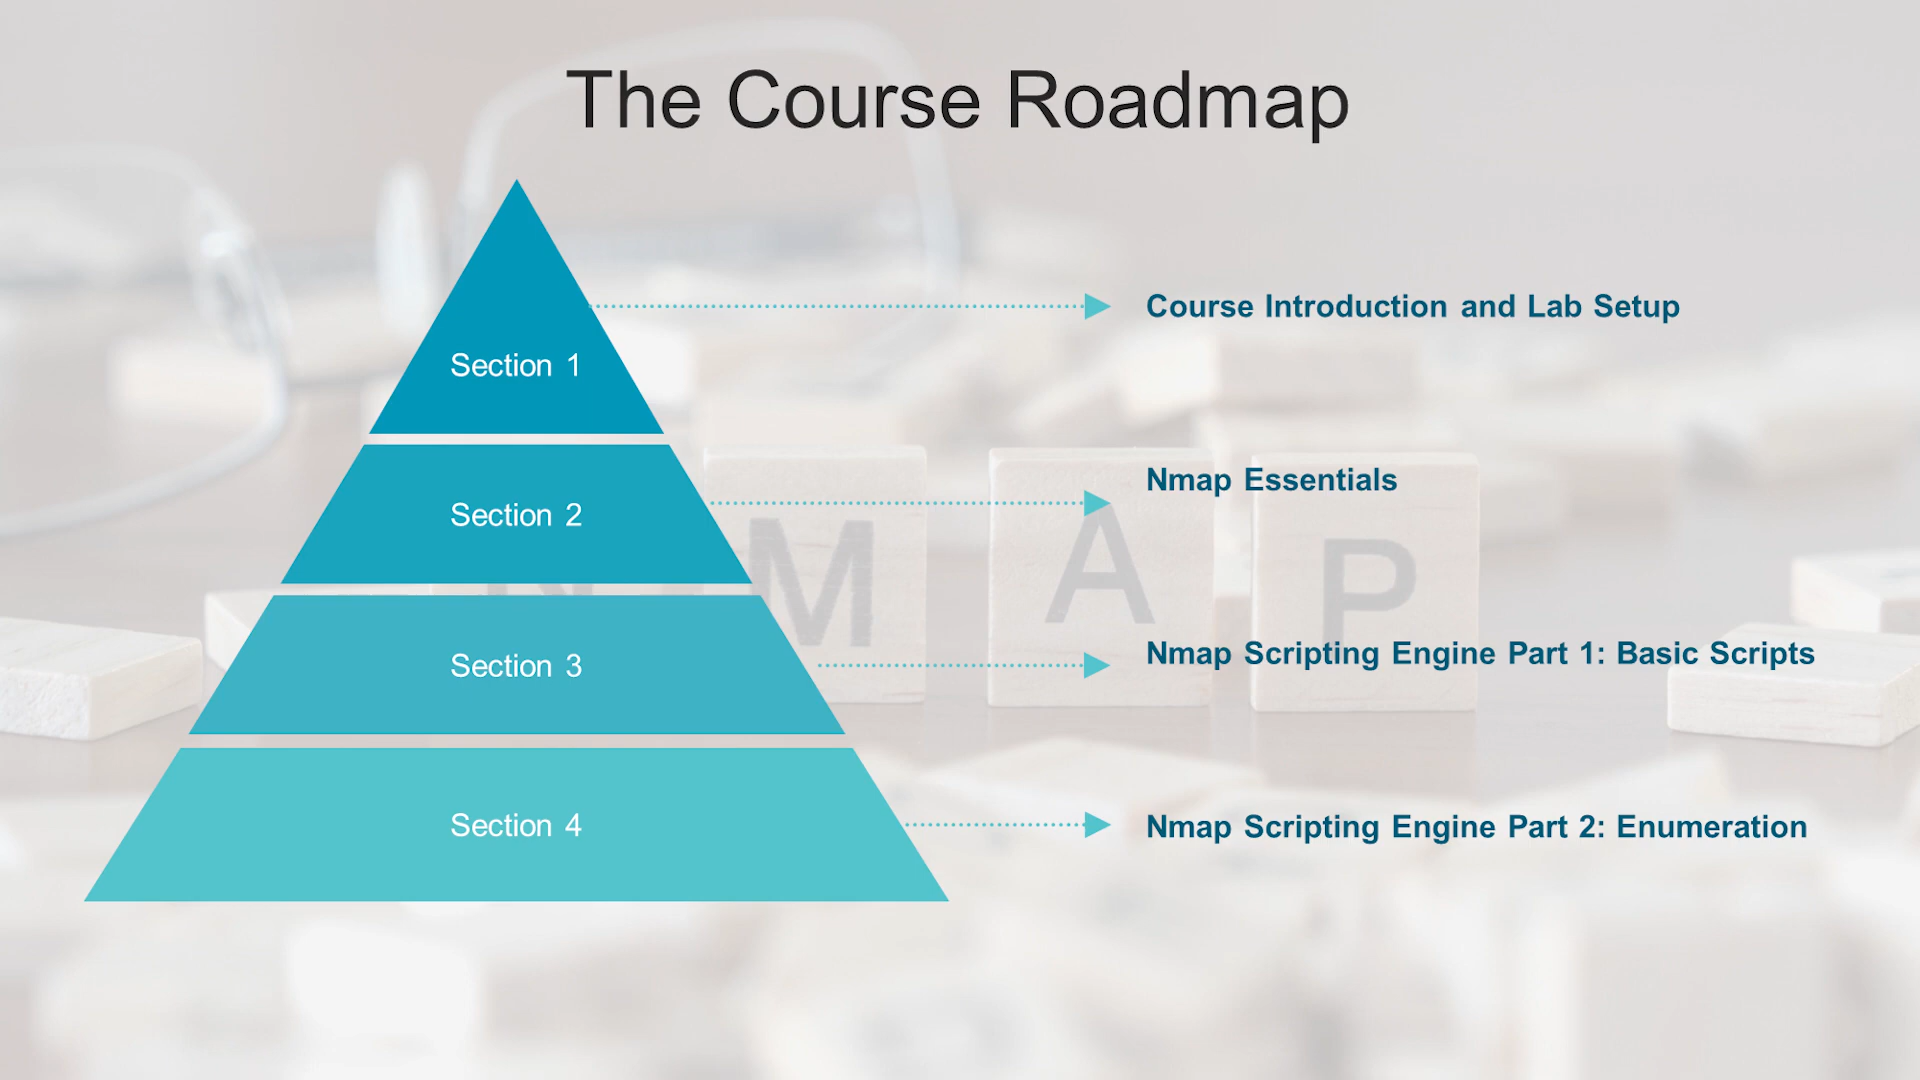 The Course Roadmap
Section 1
Course Introduction and Lab Setup
Section 2
Nmap Essentials
Section 3
Nmap Scripting Engine Part 1: Basic Scripts
Section 4
Nmap Scripting Engine Part 2: Enumeration
N M A P